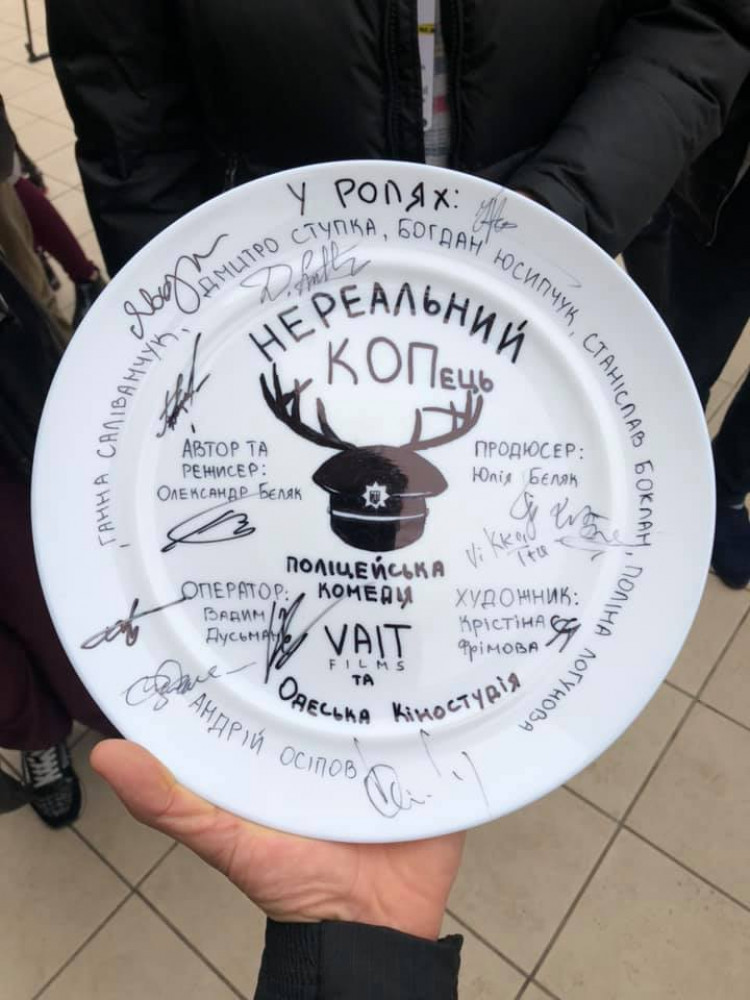 У РОЛЯХ:
ГАННА САЛІВАНЧУК, ДМИТРО СТУПКА, БОГДАН ЮСИПЧУК, СТАНІСЛАВ БОКЛАН, ПОЛІНА ЛОГУНОВА
НЕРЕАЛЬНИЙ
КОПЕЦЬ
АВТОР ТА
РЕЖИСЕР:
ОЛЕКСАНДР БЕЛЯК
ПРОДЮСЕР:
Юлія БЕЛЯК
ПОЛІЦЕЙСЬКА
КОМЕДІЯ
ОПЕРАТОР:
ВАДИМ
ДУСЬМАН
ХУДОЖНИК:
КРІСТІНА
ФРІМОВА
VAIT
FILMS
ТА
ОДЕСЬКА КІНОСТУДІЯ
АНДРІЙ ОСІПОВ